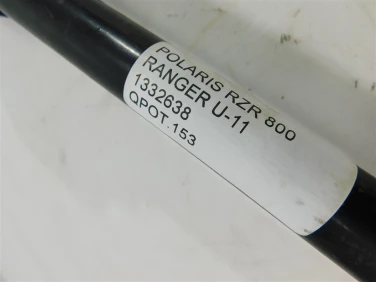 POLARIS RZR 800
RANGER U-11
1332638
QPOT.153